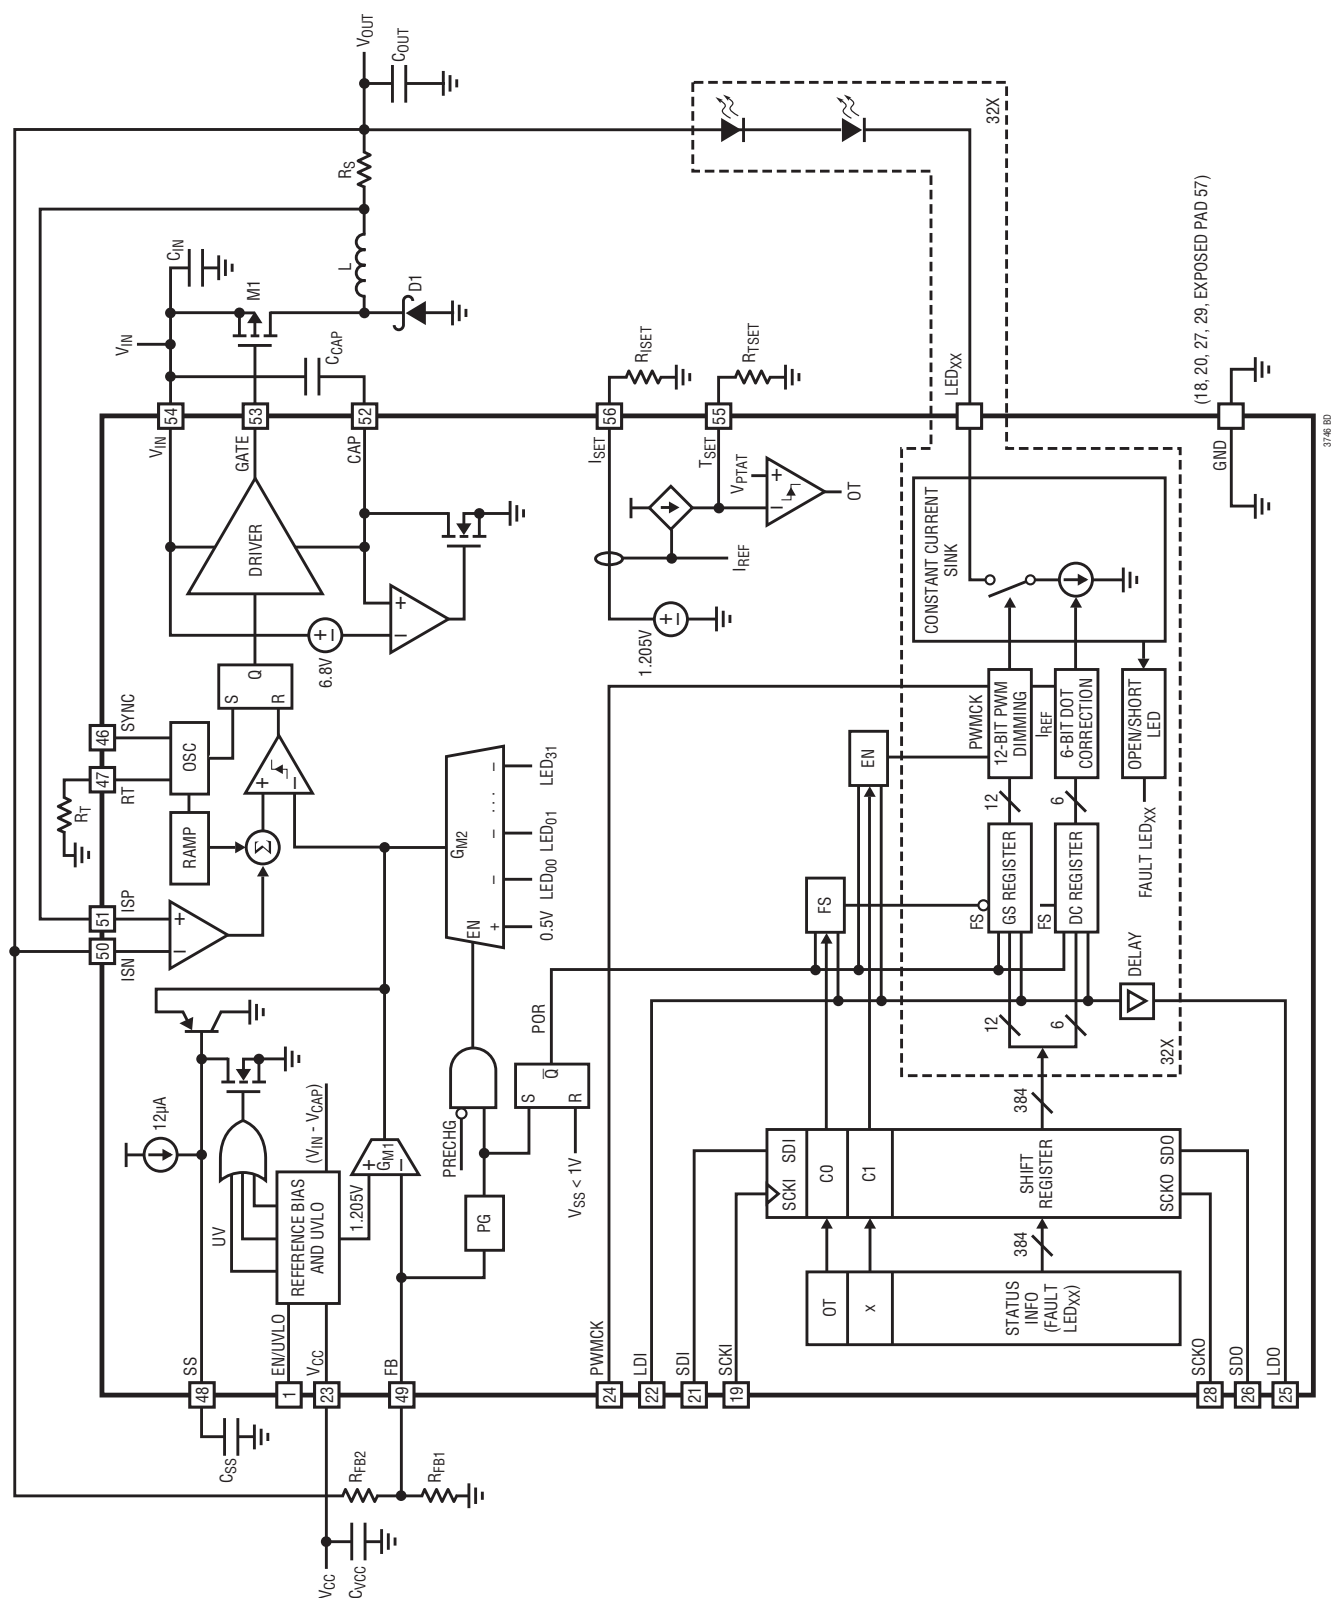 VOUT
COUT
RS
CIN
L
M1
D1
VIN
CCAP
RISET
RTSET
32X
LEDXX
(18, 20, 27, 29, EXPOSED PAD 57)
54
53
52
56
55
VIN
GATE
CAP
ISET
TSET
GND
3746 BD
DRIVER
VPTAT
+
−
OT
IREF
CONSTANT CURRENT
SINK
+
−
6.8V
+
−
1.205V
+
−
46
SYNC
47
RT
RT
OSC
S
Q
R
+
−
RAMP
Σ
51
ISP
50
ISN
+
−
EN
PWMCK
12-BIT PWM
DIMMING
IREF
6-BIT DOT
CORRECTION
OPEN/SHORT
LED
12
6
FAULT LEDXX
GM2
EN
+
−
−
...
−
0.5V
LED00
LED01
LED31
FS
FS
GS REGISTER
FS
DC REGISTER
DELAY
12
6
32X
12µA
UV
REFERENCE BIAS
AND UVLO
(VIN - VCAP)
1.205V
+
GM1
−
PRECHG
PG
POR
S
Q
R
VSS < 1V
384
SCKI
SDI
C0
C1
SHIFT
REGISTER
SCKO
SDO
384
OT
x
STATUS
INFO
(FAULT
LEDXX)
SS
EN/UVLO
VCC
FB
PWMCK
LDI
SDI
SCKI
SCKO
SDO
LDO
48
1
23
49
24
22
21
19
28
26
25
CSS
RFB2
RFB1
VCC
CVCC